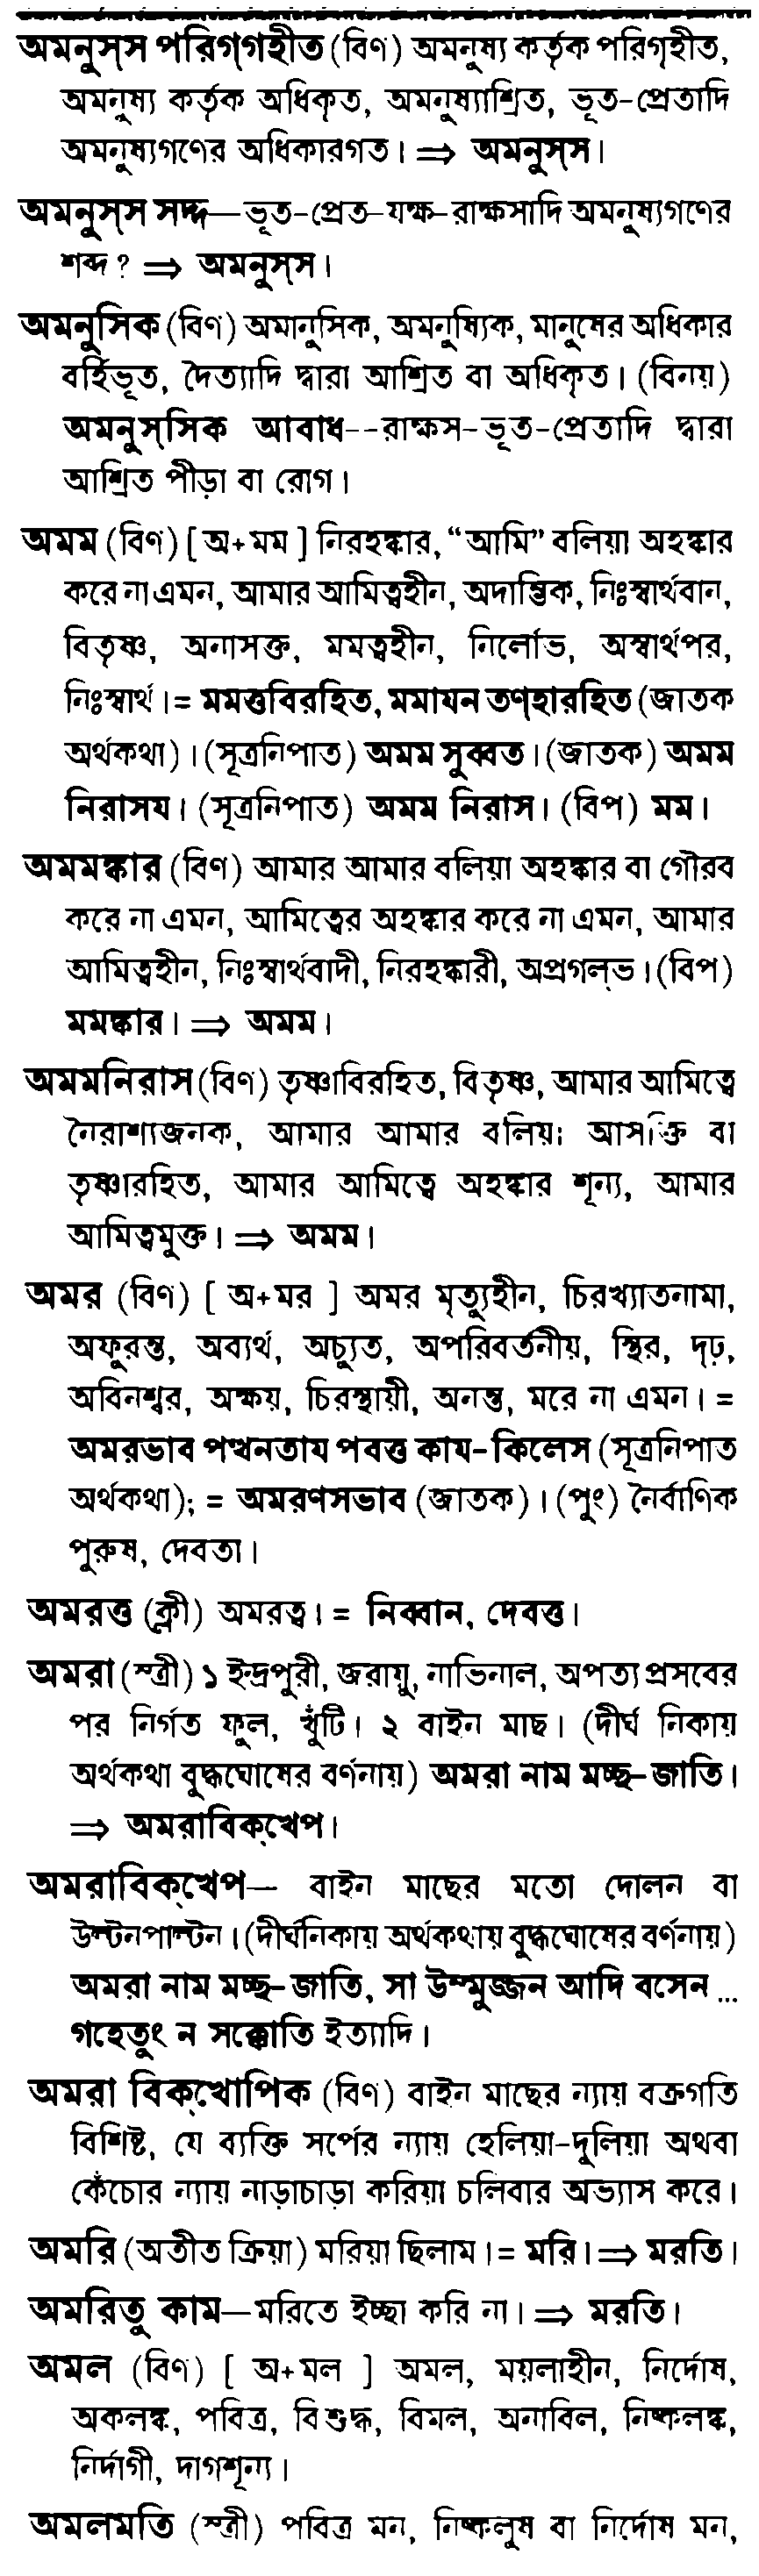 অমনুস্স পরিগ্গহীত (বিণ) অমনুষ্য কর্তৃক পরিগৃহীত,
অমনুষ্য কর্তৃক অধিকৃত, অমনুষ্যাশ্রিত, ভূত-প্রেতাদি
অমনুষ্যগণের অধিকারগত। ⇒ অমনুস্স।
অমনুস্স সদ্দ—ভূত-প্রেত-যক্ষ-রাক্ষসাদি অমনুষ্যগণের
শব্দ? ⇒ অমনুস্স।
অমনুসিক (বিণ) অমানুসিক, অমনুষ্যিক, মানুষের অধিকার
বর্হিভূত, দৈত্যাদি দ্বারা আশ্রিত বা অধিকৃত। (বিনয়)
অমনুস্সিক আবাধ--রাক্ষস-ভূত-প্রেতাদি দ্বারা
আশ্রিত পীড়া বা রোগ।
অমম (বিণ) [ অ+মম ] নিরহঙ্কার, “আমি” বলিয়া অহঙ্কার
করে না এমন, আমার আমিত্বহীন, অদাম্ভিক, নিঃস্বার্থবান,
বিতৃষ্ণ, অনাসক্ত, মমত্বহীন, নির্লোভ, অস্বার্থপর,
নিঃস্বার্থ। = মমত্তবিরহিত, মমাযন তণ্হারহিত (জাতক
অর্থকথা)। (সূত্রনিপাত) অমম সুব্বত। (জাতক) অমম
নিরাসয। (সূত্রনিপাত) অমম নিরাস। (বিপ) মম।
অমমঙ্কার (বিণ) আমার আমার বলিয়া অহঙ্কার বা গৌরব
করে না এমন, আমিত্বের অহঙ্কার করে না এমন, আমার
আমিত্বহীন, নিঃস্বার্থবাদী, নিরহঙ্কারী, অপ্রগল্ভ। (বিপ)
মমঙ্কার। ⇒ অমম।
অমমনিরাস (বিণ) তৃষ্ণাবিরহিত, বিতৃষ্ণ, আমার আমিত্বে
নৈরাশ্যজনক, আমার আমার বলিয়া আসক্তি বা
তৃষ্ণারহিত, আমার আমিত্বে অহঙ্কার শূন্য, আমার
আমিত্বমুক্ত। ⇒ অমম।
অমর (বিণ) [ অ+মর ] অমর মৃত্যুহীন, চিরখ্যাতনামা,
অফুরন্ত, অব্যর্থ, অচ্যুত, অপরিবর্তনীয়, স্থির, দৃঢ়,
অবিনশ্বর, অক্ষয়, চিরস্থায়ী, অনন্ত, মরে না এমন। =
অমরভাব পত্থনতায পবত্ত কায-কিলেস (সূত্রনিপাত
অর্থকথা); = অমরণসভাব (জাতক)। (পুং) নৈর্বাণিক
পুরুষ, দেবতা।
অমরত্ত (ক্লী) অমরত্ব। = নিব্বান, দেবত্ত।
অমরা (স্ত্রী) ১ ইন্দ্রপুরী, জরায়ু, নাভিনাল, অপত্য প্রসবের
পর নির্গত ফুল, খুঁটি। ২ বাইন মাছ। (দীর্ঘ নিকায়
অর্থকথা বুদ্ধঘোষের বর্ণনায়) অমরা নাম মচ্ছ-জাতি।
⇒ অমরাবিক্খেপ।
অমরাবিক্খেপ— বাইন মাছের মতো দোলন বা
উল্টনপাল্টন। (দীর্ঘনিকায় অর্থকথায় বুদ্ধঘোষের বর্ণনায়)
অমরা নাম মচ্ছ-জাতি, সা উম্মুজ্জন আদি বসেন ...
গহেতুং ন সক্কোতি ইত্যাদি।
অমরা বিক্খোপিক (বিণ) বাইন মাছের ন্যায় বক্রগতি
বিশিষ্ট, যে ব্যক্তি সর্পের ন্যায় হেলিয়া-দুলিয়া অথবা
কেঁচোর ন্যায় নাড়াচাড়া করিয়া চলিবার অভ্যাস করে।
অমরি (অতীত ক্রিয়া) মরিয়া ছিলাম। = মরি। ⇒ মরতি।
অমরিতু কাম—মরিতে ইচ্ছা করি না। ⇒ মরতি।
অমল (বিণ) [ অ+মল ] অমল, ময়লাহীন, নির্দোষ,
অকলঙ্ক, পবিত্র, বিশুদ্ধ, বিমল, অনাবিল, নিষ্কলঙ্ক,
নির্দাগী, দাগশূন্য।
অমলমতি (স্ত্রী) পবিত্র মন, নিষ্কলুষ বা নির্দোষ মন,